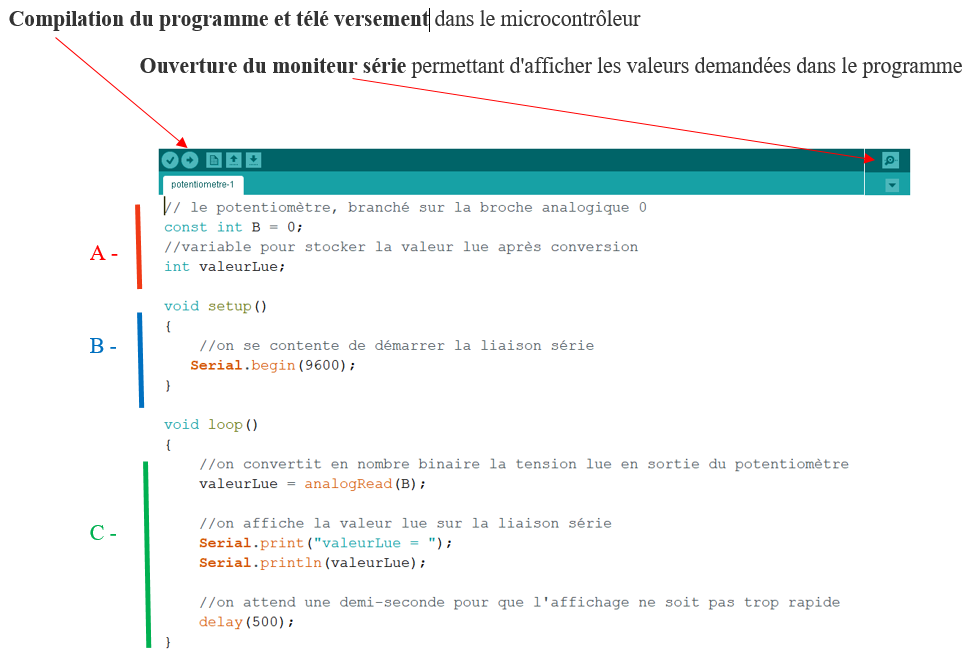 Compilation du programme et télé versement dans le microcontrôleur
Ouverture du moniteur série permettant d'afficher les valeurs demandées dans le programme
potentiometre-1
// le potentiomètre, branché sur la broche analogique 0
const int B = 0;
//variable pour stocker la valeur lue après conversion
A -
int valeurLue;
void setup()
{
B -
//on se contente de démarrer la liaison série
Serial.begin(9600);
}
void loop()
{
//on convertit en nombre binaire la tension lue en sortie du potentiomètre
valeurLue = analogRead(B);
//on affiche la valeur lue sur la liaison série
C -
Serial.print("valeurLue = ");
Serial.println(valeurLue);
//on attend une demi-seconde pour que l'affichage ne soit pas trop rapide
delay(500);
}